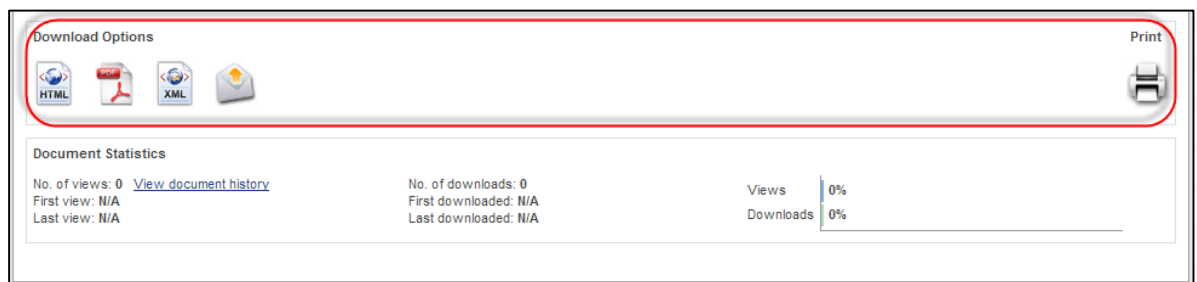 Download Options
Print
HTML
PDF
XML
Document Statistics
No. of views: 0 View document history
First view: N/A
Last view: N/A
No. of downloads: 0
First downloaded: N/A
Last downloaded: N/A
Views 0%
Downloads 0%